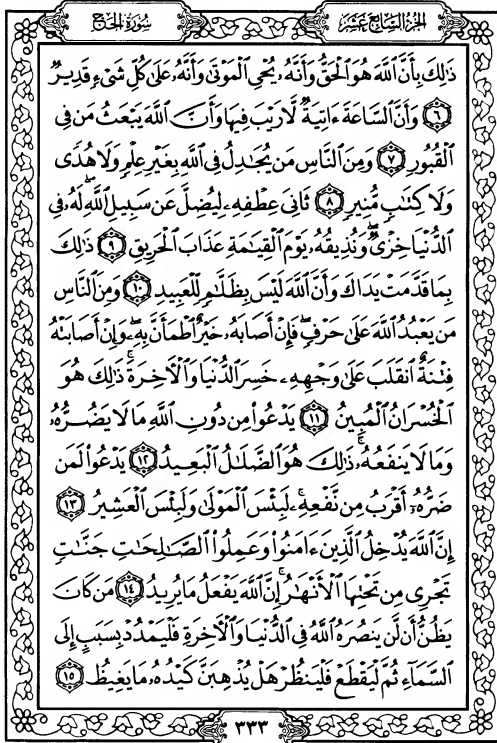 الجزء السابع عشر
سورة الحج
ذَٰلِكَ بِأَنَّ ٱللَّهَ هُوَ ٱلْحَقُّ وَأَنَّهُۥ يُحْيِ ٱلْمَوْتَىٰ وَأَنَّهُۥ عَلَىٰ كُلِّ شَىْءٍ قَدِيرٌ
٦ وَأَنَّ ٱلسَّاعَةَ ءَاتِيَةٌ لَّا رَيْبَ فِيهَا وَأَنَّ ٱللَّهَ يَبْعَثُ مَن فِى
ٱلْقُبُورِ ٧ وَمِنَ ٱلنَّاسِ مَن يُجَٰدِلُ فِى ٱللَّهِ بِغَيْرِ عِلْمٍ وَلَا هُدًى
وَلَا كِتَٰبٍ مُّنِيرٍ ٨ ثَانِىَ عِطْفِهِۦ لِيُضِلَّ عَن سَبِيلِ ٱللَّهِ ۖ لَهُۥ فِى
ٱلدُّنْيَا خِزْىٌ ۖ وَنُذِيقُهُۥ يَوْمَ ٱلْقِيَٰمَةِ عَذَابَ ٱلْحَرِيقِ ٩ ذَٰلِكَ
بِمَا قَدَّمَتْ يَدَاكَ وَأَنَّ ٱللَّهَ لَيْسَ بِظَلَّٰمٍ لِّلْعَبِيدِ ١٠ وَمِنَ ٱلنَّاسِ
مَن يَعْبُدُ ٱللَّهَ عَلَىٰ حَرْفٍ ۖ فَإِنْ أَصَابَهُۥ خَيْرٌ ٱطْمَأَنَّ بِهِۦ ۖ وَإِنْ أَصَابَتْهُ
فِتْنَةٌ ٱنقَلَبَ عَلَىٰ وَجْهِهِۦ خَسِرَ ٱلدُّنْيَا وَٱلْءَاخِرَةَ ۚ ذَٰلِكَ هُوَ
ٱلْخُسْرَانُ ٱلْمُبِينُ ١١ يَدْعُوا۟ مِن دُونِ ٱللَّهِ مَا لَا يَضُرُّهُۥ
وَمَا لَا يَنفَعُهُۥ ۚ ذَٰلِكَ هُوَ ٱلضَّلَٰلُ ٱلْبَعِيدُ ١٢ يَدْعُوا۟ لَمَن
ضَرُّهُۥٓ أَقْرَبُ مِن نَّفْعِهِۦ ۚ لَبِئْسَ ٱلْمَوْلَىٰ وَلَبِئْسَ ٱلْعَشِيرُ ١٣
إِنَّ ٱللَّهَ يُدْخِلُ ٱلَّذِينَ ءَامَنُوا۟ وَعَمِلُوا۟ ٱلصَّٰلِحَٰتِ جَنَّٰتٍ
تَجْرِى مِن تَحْتِهَا ٱلْأَنْهَٰرُ ۚ إِنَّ ٱللَّهَ يَفْعَلُ مَا يُرِيدُ ١٤ مَن كَانَ
يَظُنُّ أَن لَّن يَنصُرَهُ ٱللَّهُ فِى ٱلدُّنْيَا وَٱلْءَاخِرَةِ فَلْيَمْدُدْ بِسَبَبٍ إِلَى
ٱلسَّمَآءِ ثُمَّ لْيَقْطَعْ فَلْيَنظُرْ هَلْ يُذْهِبَنَّ كَيْدُهُۥ مَا يَغِيظُ ١٥
٣٣٣